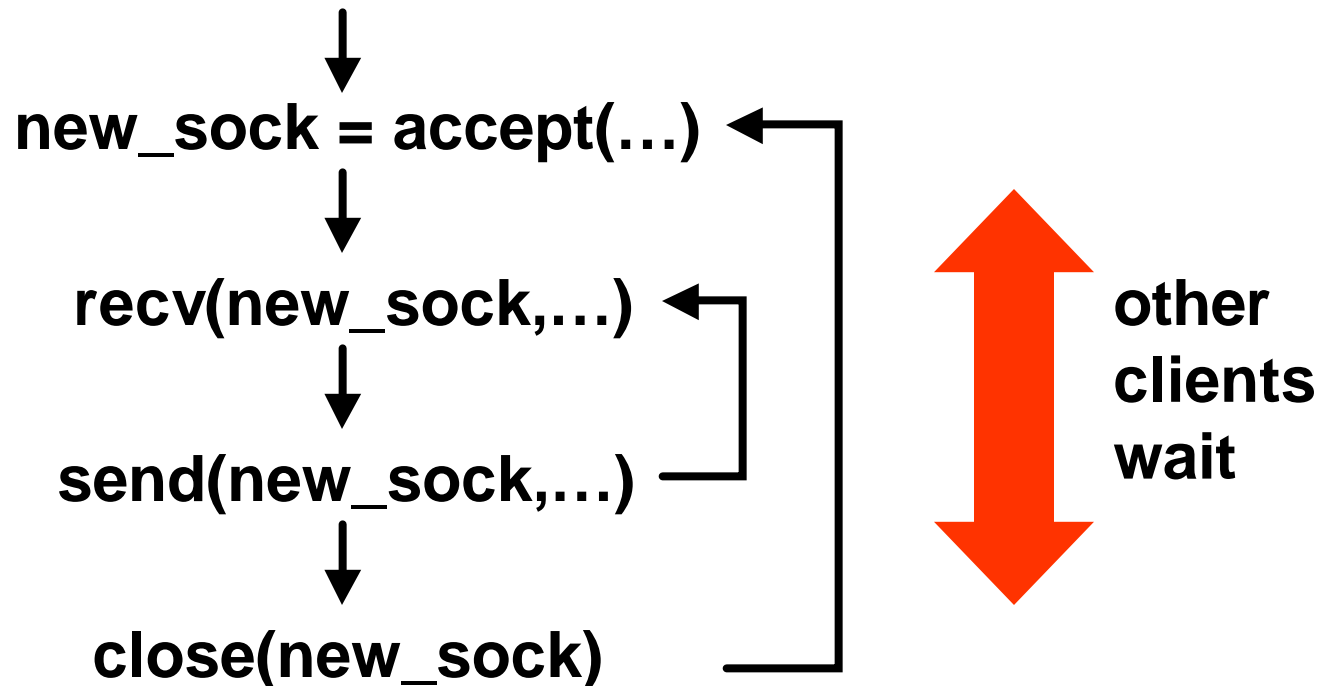 new_sock = accept(…)
recv(new_sock,…)
send(new_sock,…)
close(new_sock)
other
clients
wait